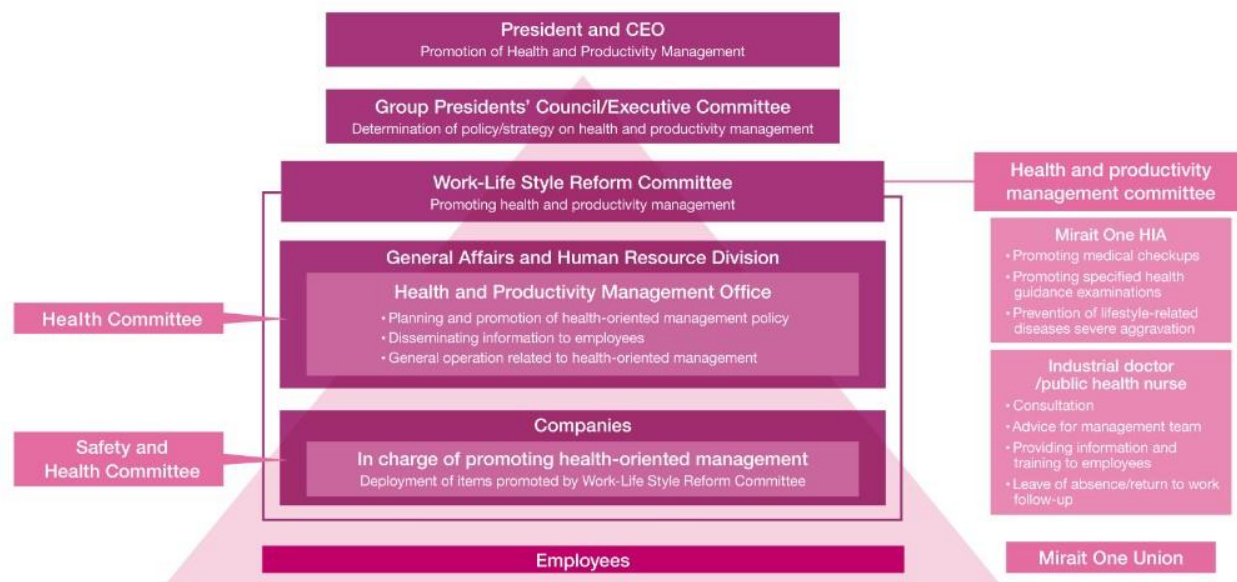 President and CEO
Promotion of Health and Productivity Management
Group Presidents' Council/Executive Committee
Determination of policy/strategy on health and productivity management
Work-Life Style Reform Committee
Promoting health and productivity management
General Affairs and Human Resource Division
Health and Productivity Management Office
• Planning and promotion of health-oriented management policy
• Disseminating information to employees
• General operation related to health-oriented management
Health Committee
Companies
In charge of promoting health-oriented management
Deployment of items promoted by Work-Life Style Reform Committee
Safety and
Health Committee
Employees
Health and productivity
management committee
Mirait One HIA
• Promoting medical checkups
• Promoting specified health
guidance examinations
• Prevention of lifestyle-related
diseases severe aggravation
Industrial doctor
/public health nurse
• Consultation
• Advice for management team
• Providing information and
training to employees
• Leave of absence/return to work
follow-up
Mirait One Union